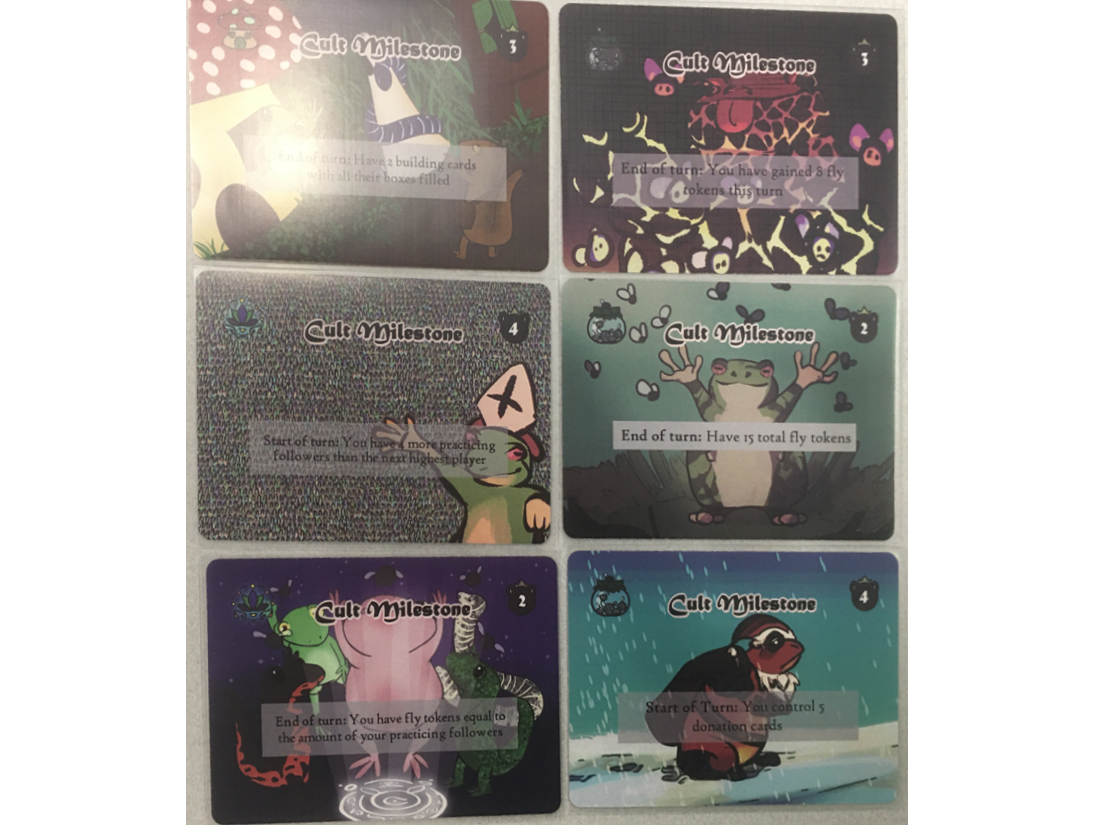 Cult Milestone
3
End of turn: Have 2 building cards
with all their boxes filled
Cult Milestone
3
End of turn: You have gained 8 fly
tokens this turn
Cult Milestone
4
Start of turn: You have 4 more practicing
followers than the next highest player
Cult Milestone
2
End of turn: Have 15 total fly tokens
Cult Milestone
2
End of turn: You have fly tokens equal to
the amount of your practicing followers
Cult Milestone
4
Start of Turn: You control 5
donation cards